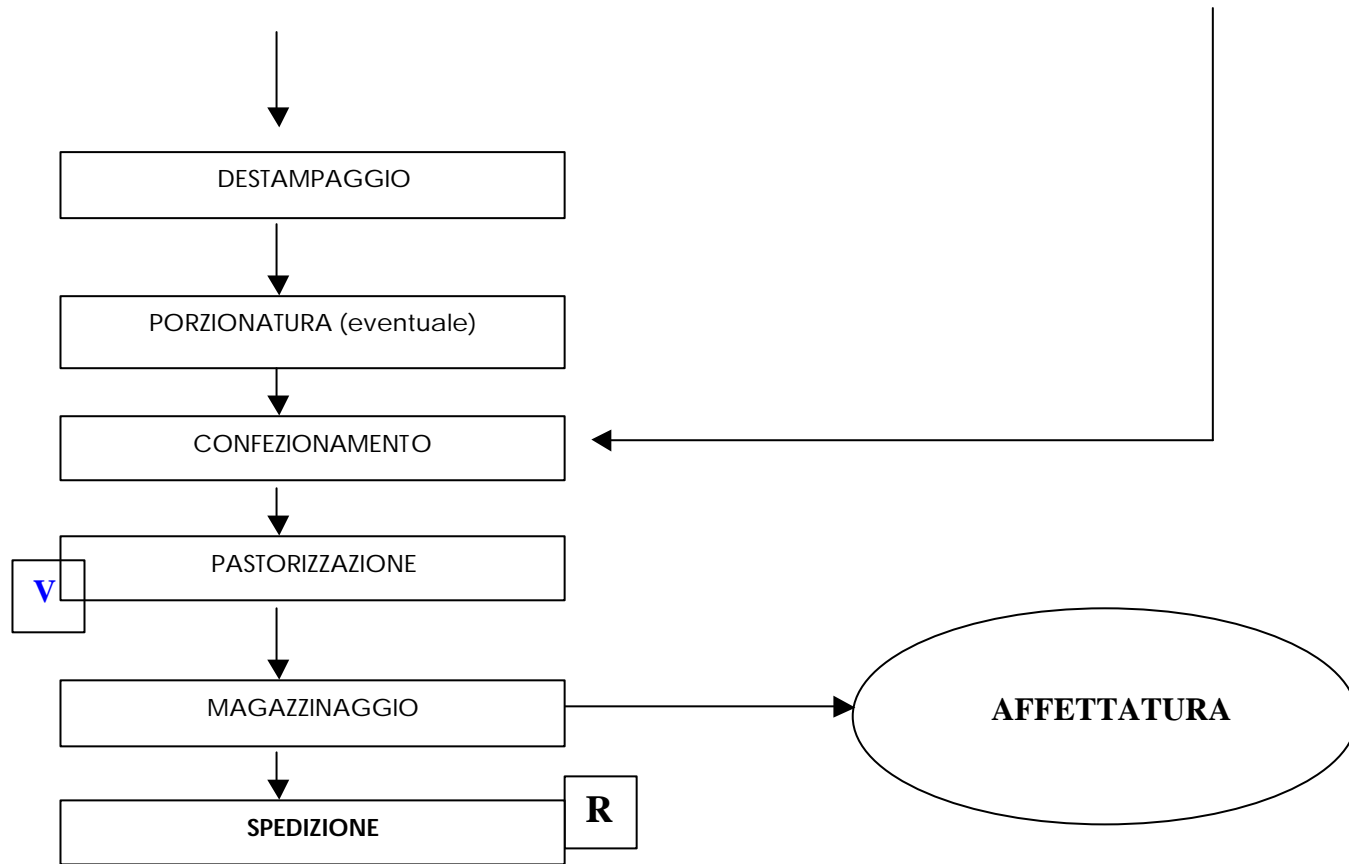 DESTAMPAGGIO
PORZIONATURA (eventuale)
CONFEZIONAMENTO
PASTORIZZAZIONE
V
MAGAZZINAGGIO
AFFETTATURA
SPEDIZIONE
R